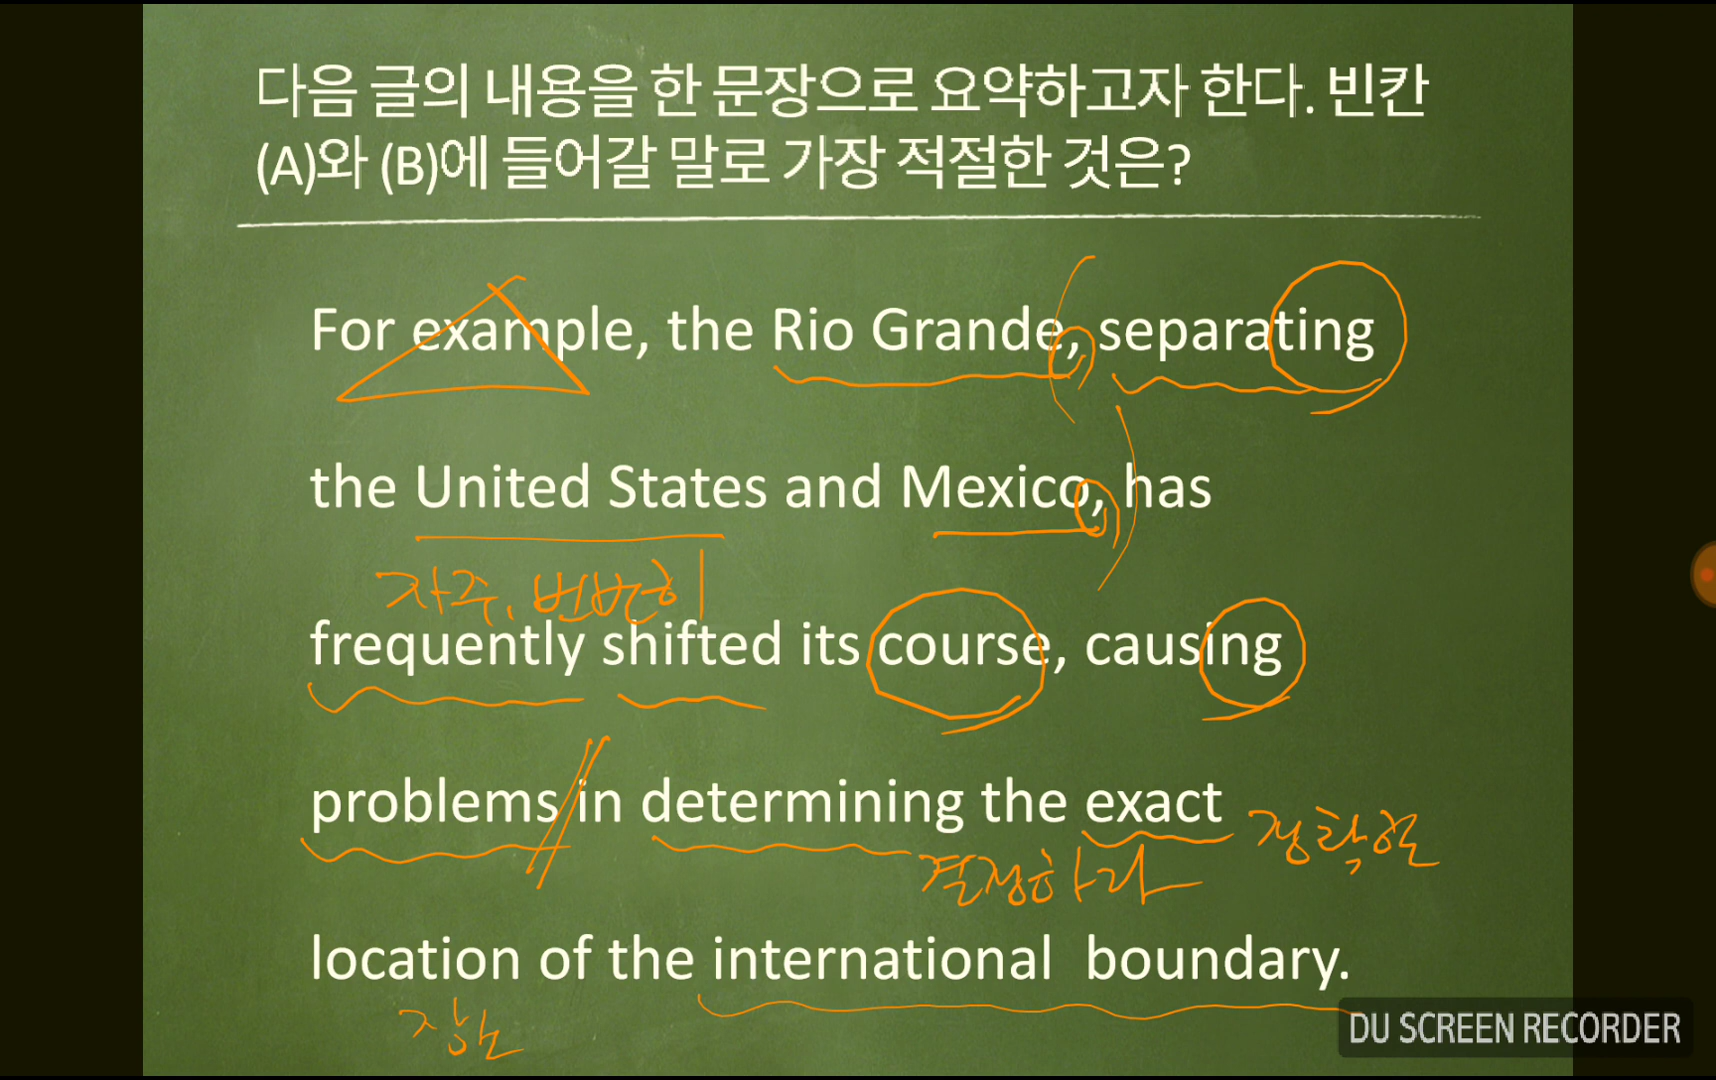 다음 글의 내용을 한 문장으로 요약하고자 한다. 빈칸
(A)와 (B)에 들어갈 말로 가장 적절한 것은?
For example, the Rio Grande, separating
the United States and Mexico, has
자주, 번번히
frequently shifted its course, causing
problems in determining the exact
정확한
결정하다
location of the international boundary.
장소
DU SCREEN RECORDER